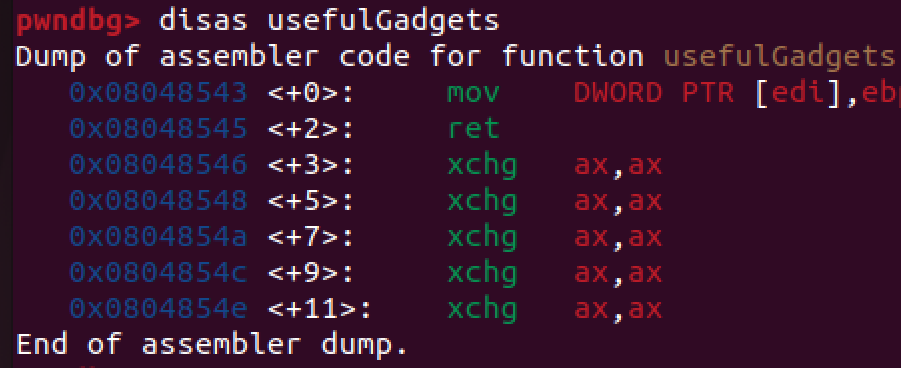 pwndbg> disas usefulGadgets
Dump of assembler code for function usefulGadgets
0x08048543 <+0>: mov DWORD PTR [edi],ebp
0x08048545 <+2>: ret
0x08048546 <+3>: xchg ax,ax
0x08048548 <+5>: xchg ax,ax
0x0804854a <+7>: xchg ax,ax
0x0804854c <+9>: xchg ax,ax
0x0804854e <+11>: xchg ax,ax
End of assembler dump.